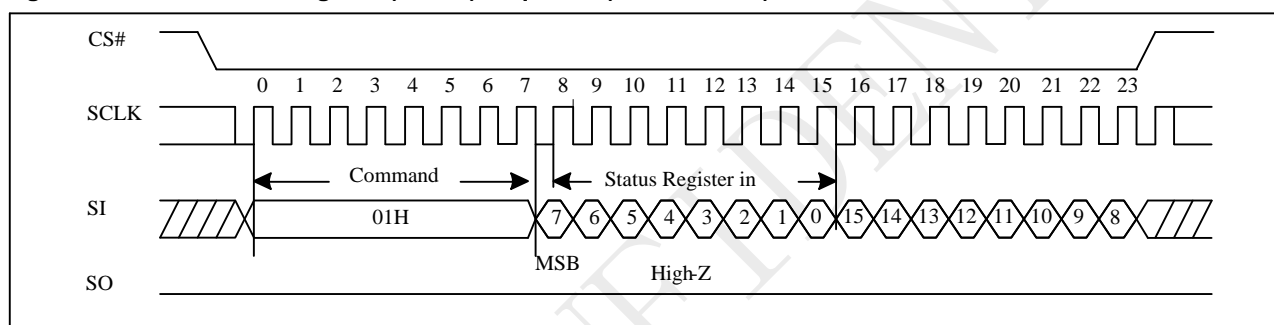 CS#
0 1 2 3 4 5 6 7 8 9 10 11 12 13 14 15 16 17 18 19 20 21 22 23
SCLK
Command Status Register in
SI 01H 7 6 5 4 3 2 1 0 15 14 13 12 11 10 9 8
MSB High-Z
SO